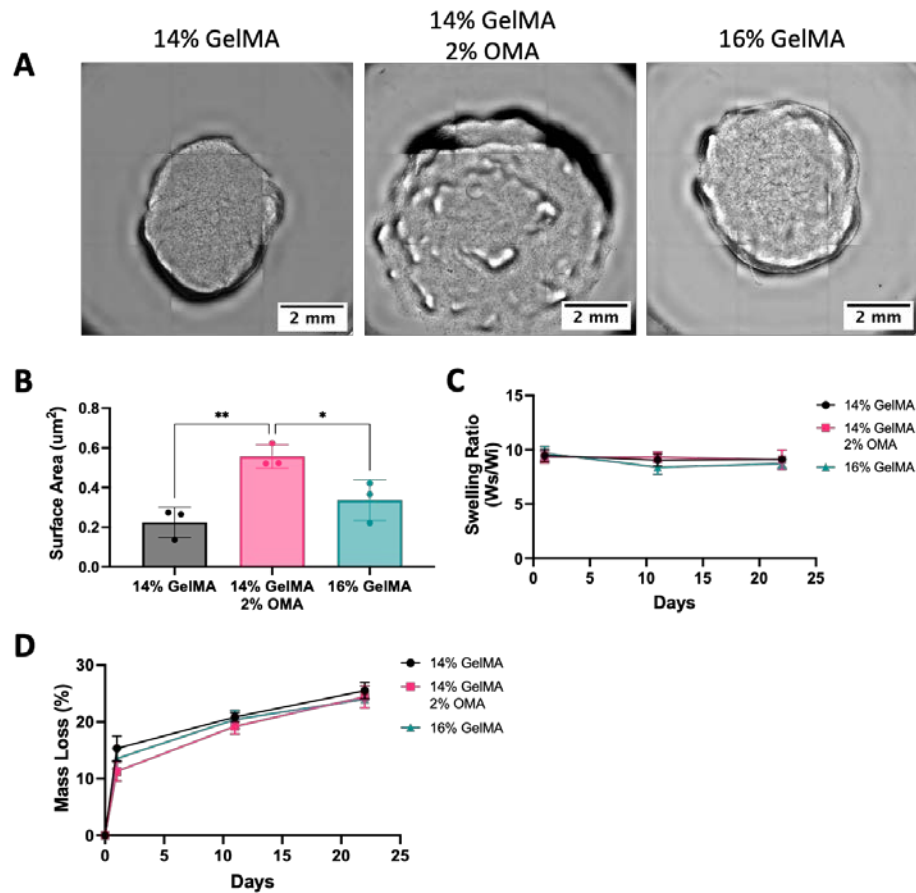 14% GelMA
14% GelMA
2% OMA
16% GelMA
A
2 mm
2 mm
2 mm
B
Surface Area (um²)
0.8
0.6
0.4
0.2
0.0
**
*
14% GelMA
14% GelMA
2% OMA
16% GelMA
C
Swelling Ratio
(Ws/Wi)
15
10
5
0
0
5
10
15
20
25
Days
14% GelMA
14% GelMA
2% OMA
16% GelMA
D
Mass Loss (%)
30
20
10
0
0
5
10
15
20
25
Days
14% GelMA
14% GelMA
2% OMA
16% GelMA